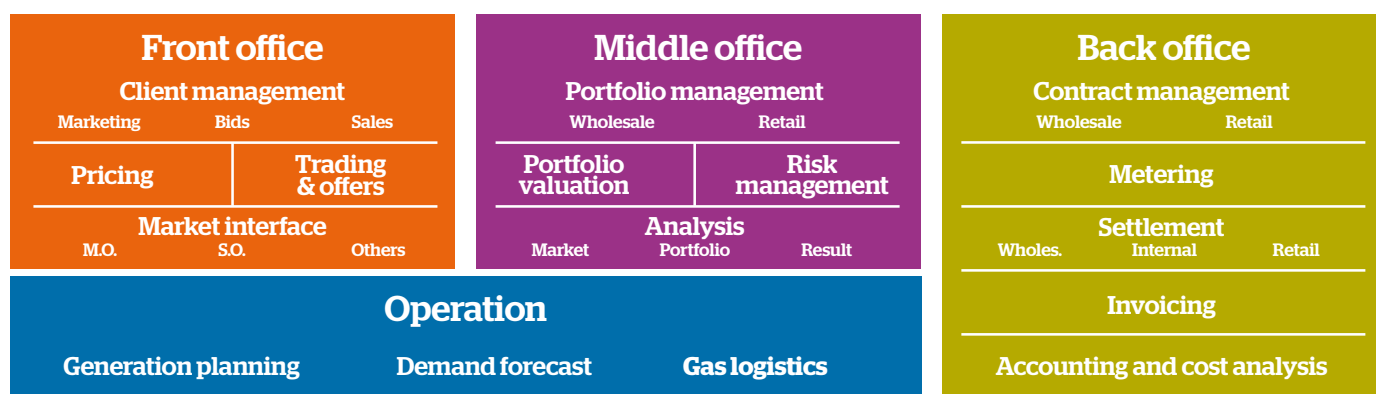 Front office
Client management
Marketing Bids Sales
Pricing
Trading
& offers
Market interface
M.O. S.O. Others
Middle office
Portfolio management
Wholesale Retail
Portfolio
valuation
Risk
management
Analysis
Market Portfolio Result
Back office
Contract management
Wholesale Retail
Metering
Settlement
Wholes. Internal Retail
Invoicing
Accounting and cost analysis
Operation
Generation planning Demand forecast Gas logistics